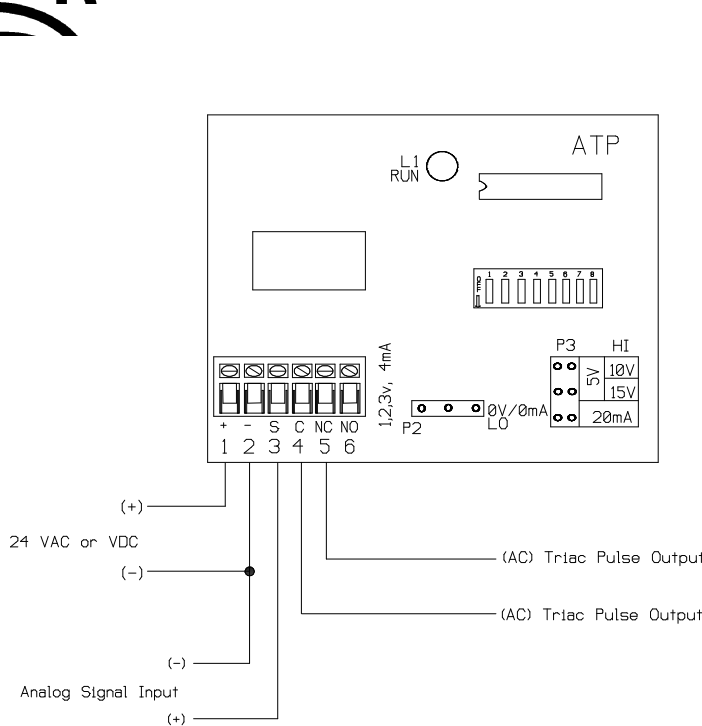 ATP
L1
RUN
OFF
1 2 3 4 5 6 7 8
P3 HI
5V
10V
15V
20mA
1,2,3v, 4mA
P2
0V/0mA
LO
+ - S C NC NO
1 2 3 4 5 6
(+)
24 VAC or VDC
(-)
(AC) Triac Pulse Output
(AC) Triac Pulse Output
(-)
Analog Signal Input
(+)